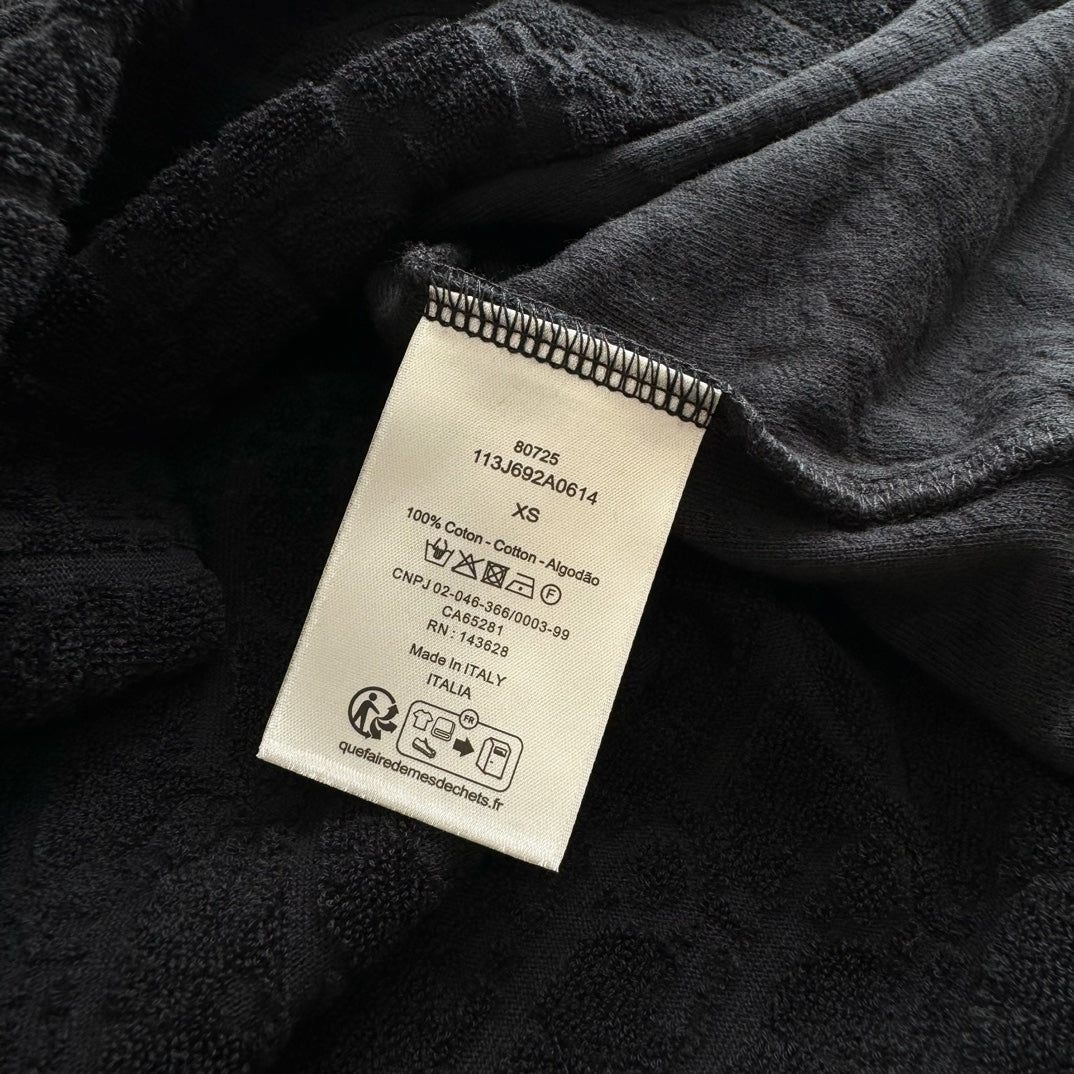 80725
113J692A0614
XS
100% Coton - Cotton - Algodão
F
CNPJ 02-046-366/0003-99
CA65281
RN : 143628
Made In ITALY
ITALIA
FR
quefairedemesdechets.fr